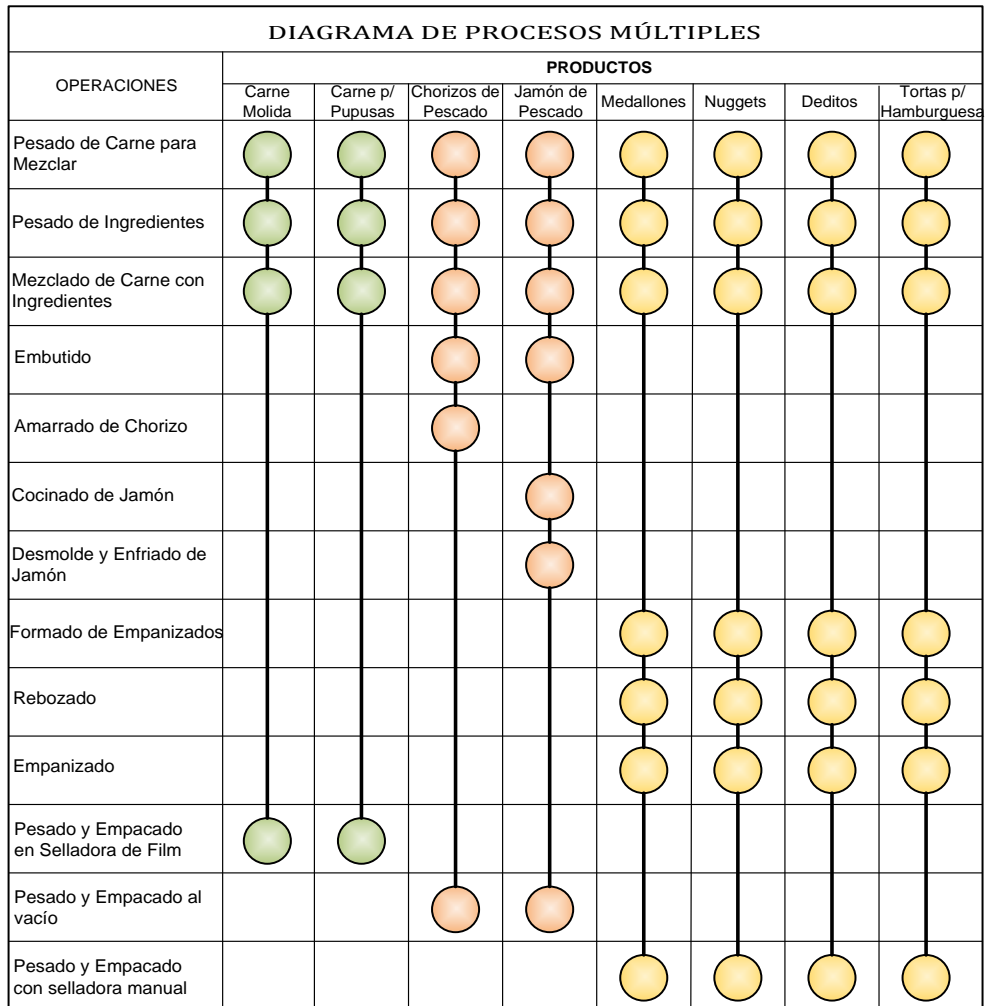 DIAGRAMA DE PROCESOS MÚLTIPLES
OPERACIONES
PRODUCTOS
Carne
Molida
Carne p/
Pupusas
Chorizos de
Pescado
Jamón de
Pescado
Medallones
Nuggets
Deditos
Tortas p/
Hamburguesa
Pesado de Carne para
Mezclar
Pesado de Ingredientes
Mezclado de Carne con
Ingredientes
Embutido
Amarrado de Chorizo
Cocinado de Jamón
Desmolde y Enfriado de
Jamón
Formado de Empanizados
Rebozado
Empanizado
Pesado y Empacado
en Selladora de Film
Pesado y Empacado al
vacío
Pesado y Empacado
con selladora manual